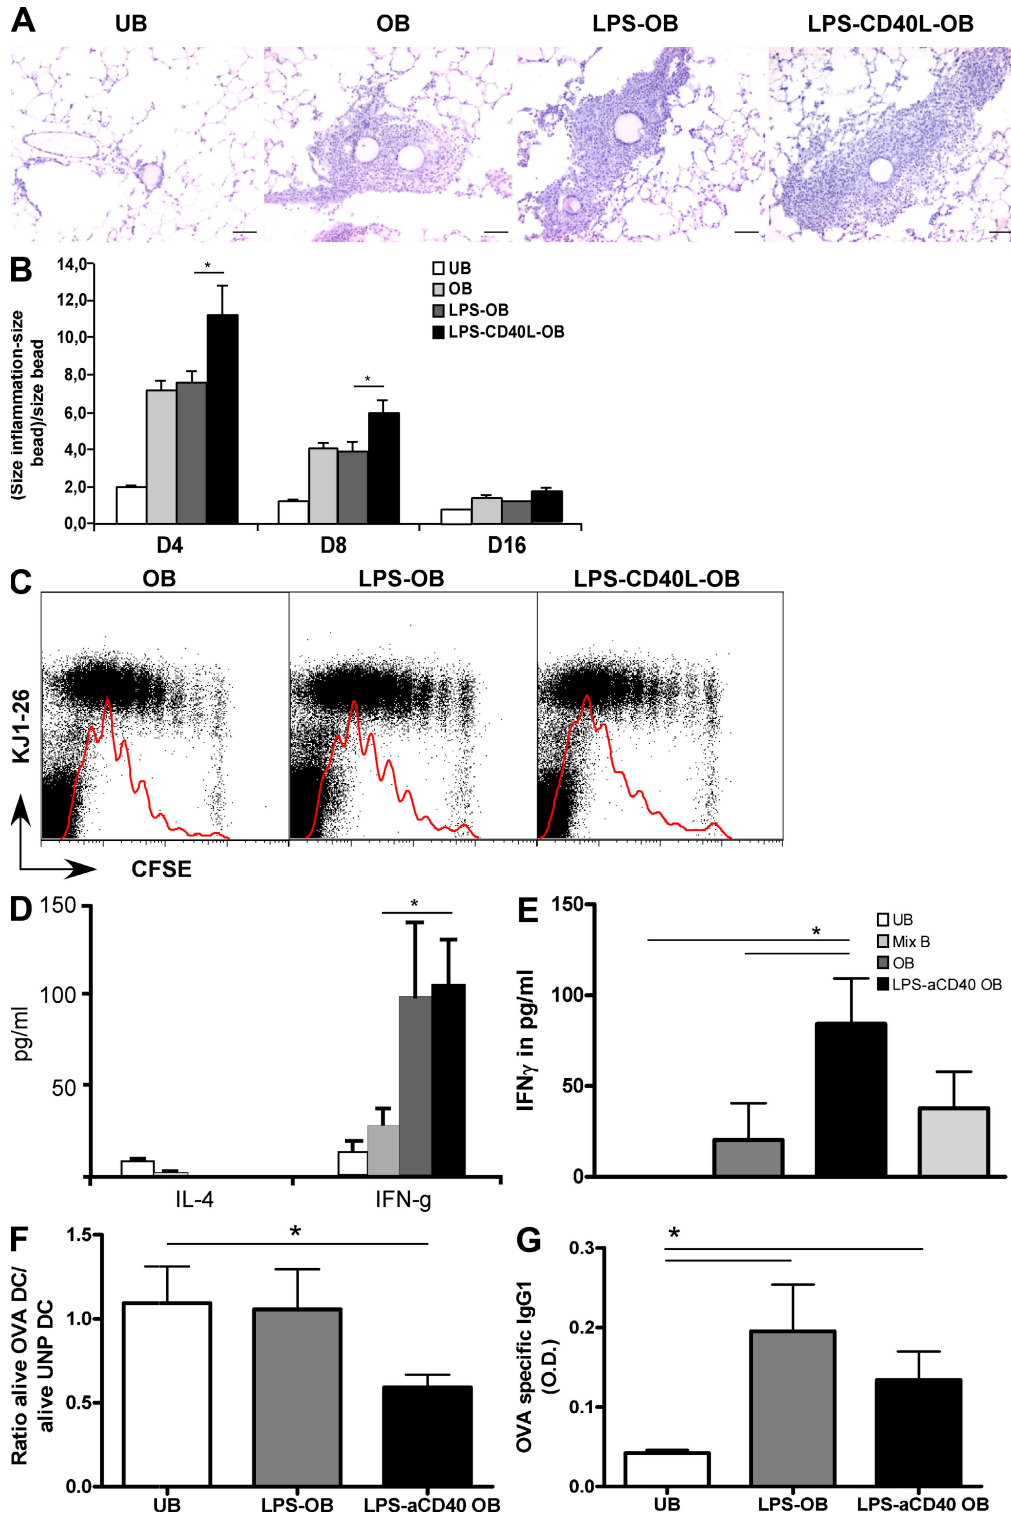 A
UB
OB
LPS-OB
LPS-CD40L-OB
B
(Size inflammation-size
bead)/size bead
14,0
12,0
10,0
8,0
6,0
4,0
2,0
0,0
*
*
UB
OB
LPS-OB
LPS-CD40L-OB
D4
D8
D16
C
OB
LPS-OB
LPS-CD40L-OB
KJ1-26
CFSE
D
pg/ml
150
100
50
*
IL-4
IFN-g
E
IFNγ in pg/ml
150
100
50
0
*
UB
Mix B
OB
LPS-aCD40 OB
F
Ratio alive OVA DC/
alive UNP DC
1.5
1.0
0.5
0.0
*
UB
LPS-OB
LPS-aCD40 OB
G
OVA specific IgG1
(O.D.)
0.3
0.2
0.1
0.0
*
UB
LPS-OB
LPS-aCD40 OB